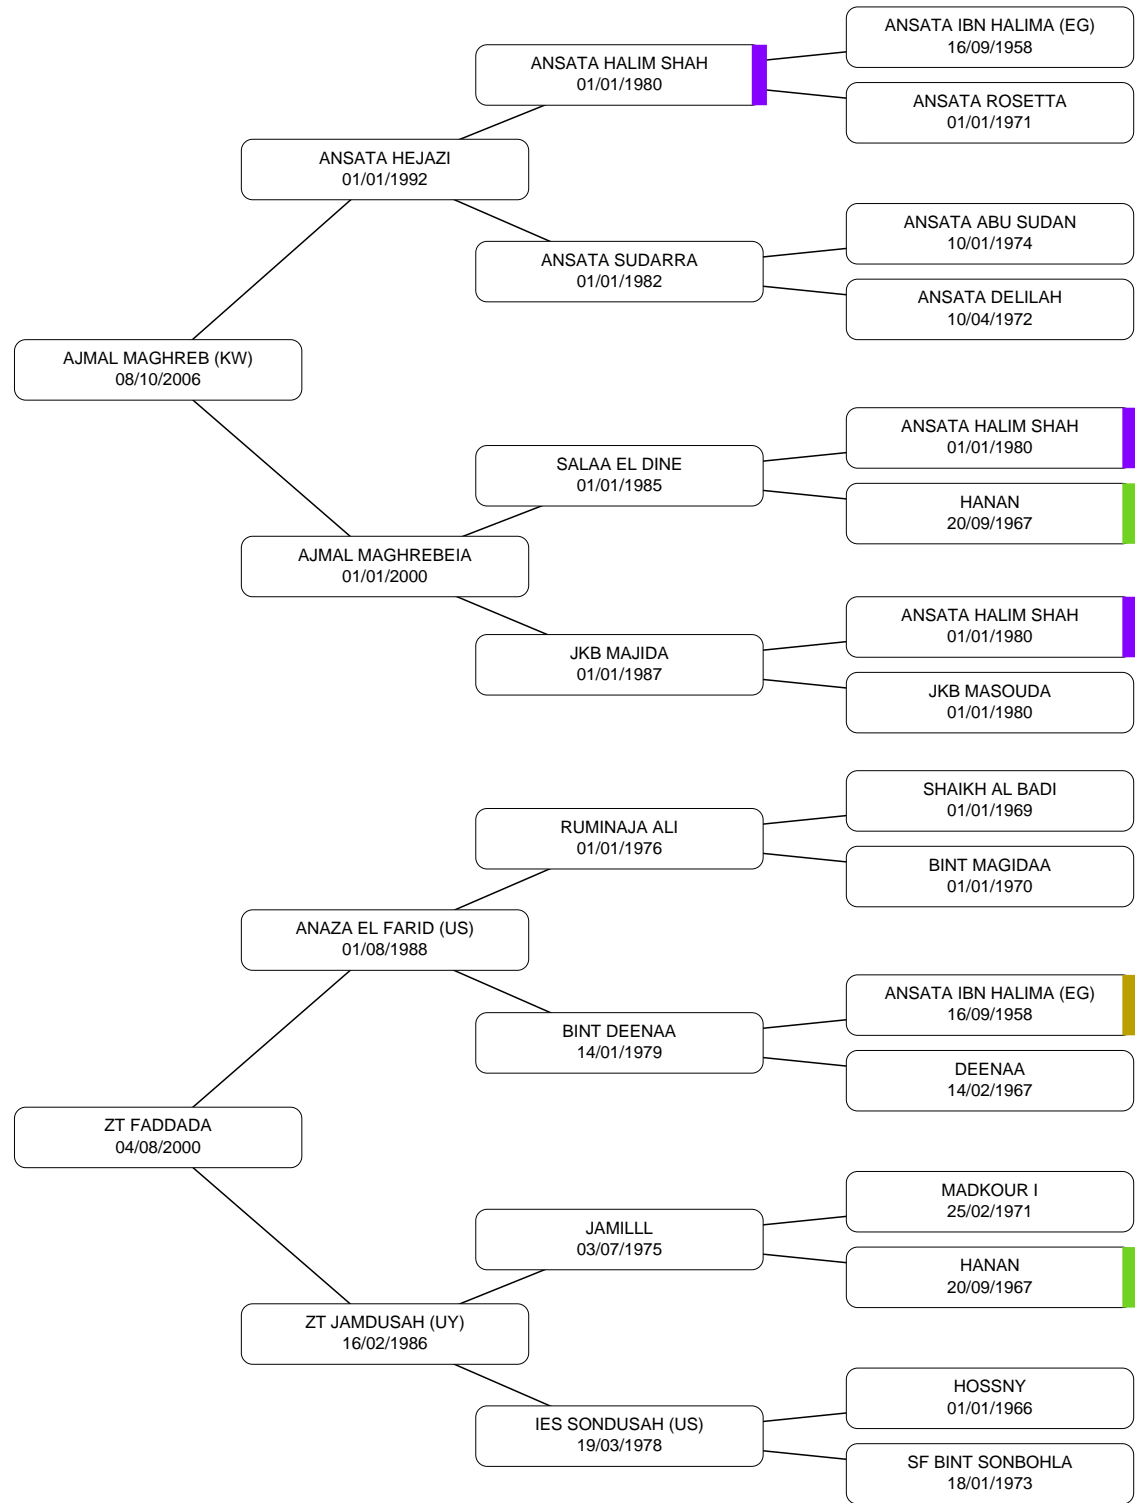 ANSATA IBN HALIMA (EG)
16/09/1958
ANSATA HALIM SHAH
01/01/1980
ANSATA ROSETTA
01/01/1971
ANSATA HEJAZI
01/01/1992
ANSATA ABU SUDAN
10/01/1974
ANSATA SUDARRA
01/01/1982
ANSATA DELILAH
10/04/1972
AJMAL MAGHREB (KW)
08/10/2006
ANSATA HALIM SHAH
01/01/1980
SALAA EL DINE
01/01/1985
HANAN
20/09/1967
AJMAL MAGHREBEIA
01/01/2000
ANSATA HALIM SHAH
01/01/1980
JKB MAJIDA
01/01/1987
JKB MASOUDA
01/01/1980
SHAIKH AL BADI
01/01/1969
RUMINAJA ALI
01/01/1976
BINT MAGIDAA
01/01/1970
ANAZA EL FARID (US)
01/08/1988
ANSATA IBN HALIMA (EG)
16/09/1958
BINT DEENAA
14/01/1979
DEENAA
14/02/1967
ZT FADDADA
04/08/2000
MADKOUR I
25/02/1971
JAMILLL
03/07/1975
HANAN
20/09/1967
ZT JAMDUSAH (UY)
16/02/1986
HOSSNY
01/01/1966
IES SONDUSAH (US)
19/03/1978
SF BINT SONBOHLA
18/01/1973